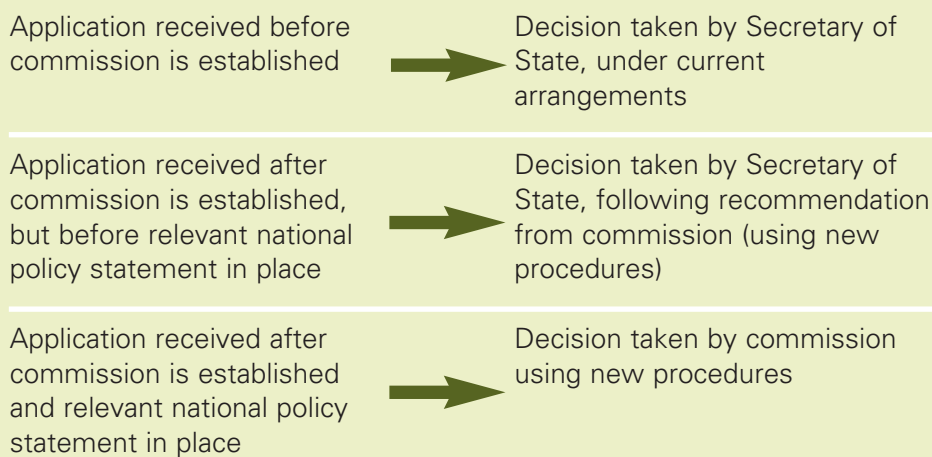 Application received before
commission is established
Decision taken by Secretary of
State, under current
arrangements
Application received after
commission is established,
but before relevant national
policy statement in place
Decision taken by Secretary of
State, following recommendation
from commission (using new
procedures)
Application received after
commission is established
and relevant national policy
statement in place
Decision taken by commission
using new procedures